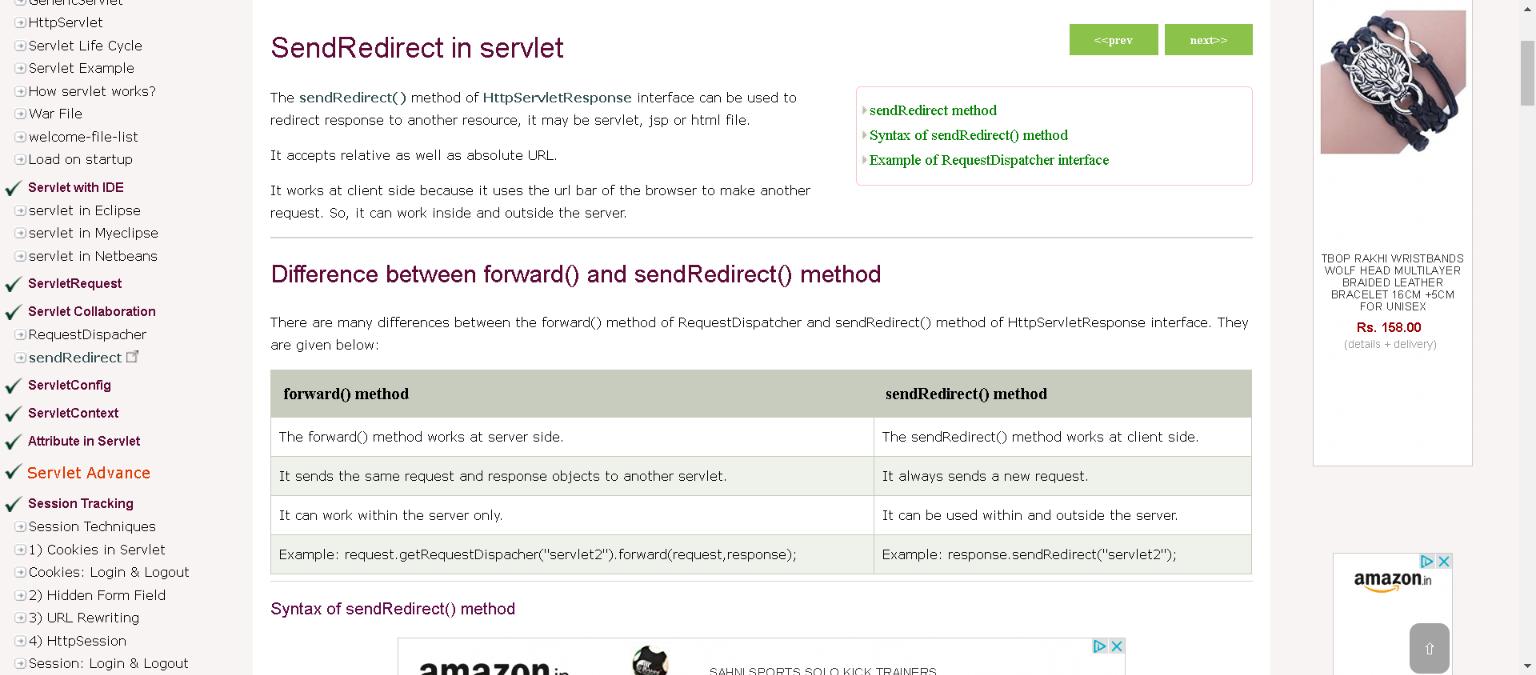 GenericServlet
HttpServlet
Servlet Life Cycle
Servlet Example
How servlet works?
War File
welcome-file-list
Load on startup
Servlet with IDE
servlet in Eclipse
servlet in Myeclipse
servlet in Netbeans
ServletRequest
Servlet Collaboration
RequestDispacher
sendRedirect
ServletConfig
ServletContext
Attribute in Servlet
Servlet Advance
Session Tracking
Session Techniques
1) Cookies in Servlet
Cookies: Login & Logout
2) Hidden Form Field
3) URL Rewriting
4) HttpSession
Session: Login & Logout
SendRedirect in servlet
<<prev
next>>
The sendRedirect() method of HttpServletResponse interface can be used to
redirect response to another resource, it may be servlet, jsp or html file.
It accepts relative as well as absolute URL.
It works at client side because it uses the url bar of the browser to make another
request. So, it can work inside and outside the server.
sendRedirect method
Syntax of sendRedirect() method
Example of RequestDispatcher interface
Difference between forward() and sendRedirect() method
There are many differences between the forward() method of RequestDispatcher and sendRedirect() method of HttpServletResponse interface. They
are given below:
forward() method sendRedirect() method
The forward() method works at server side. The sendRedirect() method works at client side.
It sends the same request and response objects to another servlet. It always sends a new request.
It can work within the server only. It can be used within and outside the server.
Example: request.getRequestDispacher("servlet2").forward(request,response); Example: response.sendRedirect("servlet2");
Syntax of sendRedirect() method
amazon.in
SAHNI SPORTS SOLO KICK TRAINERS
TBOP RAKHI WRISTBANDS
WOLF HEAD MULTILAYER
BRAIDED LEATHER
BRACELET 16CM +5CM
FOR UNISEX
Rs. 158.00
(details + delivery)
amazon.in